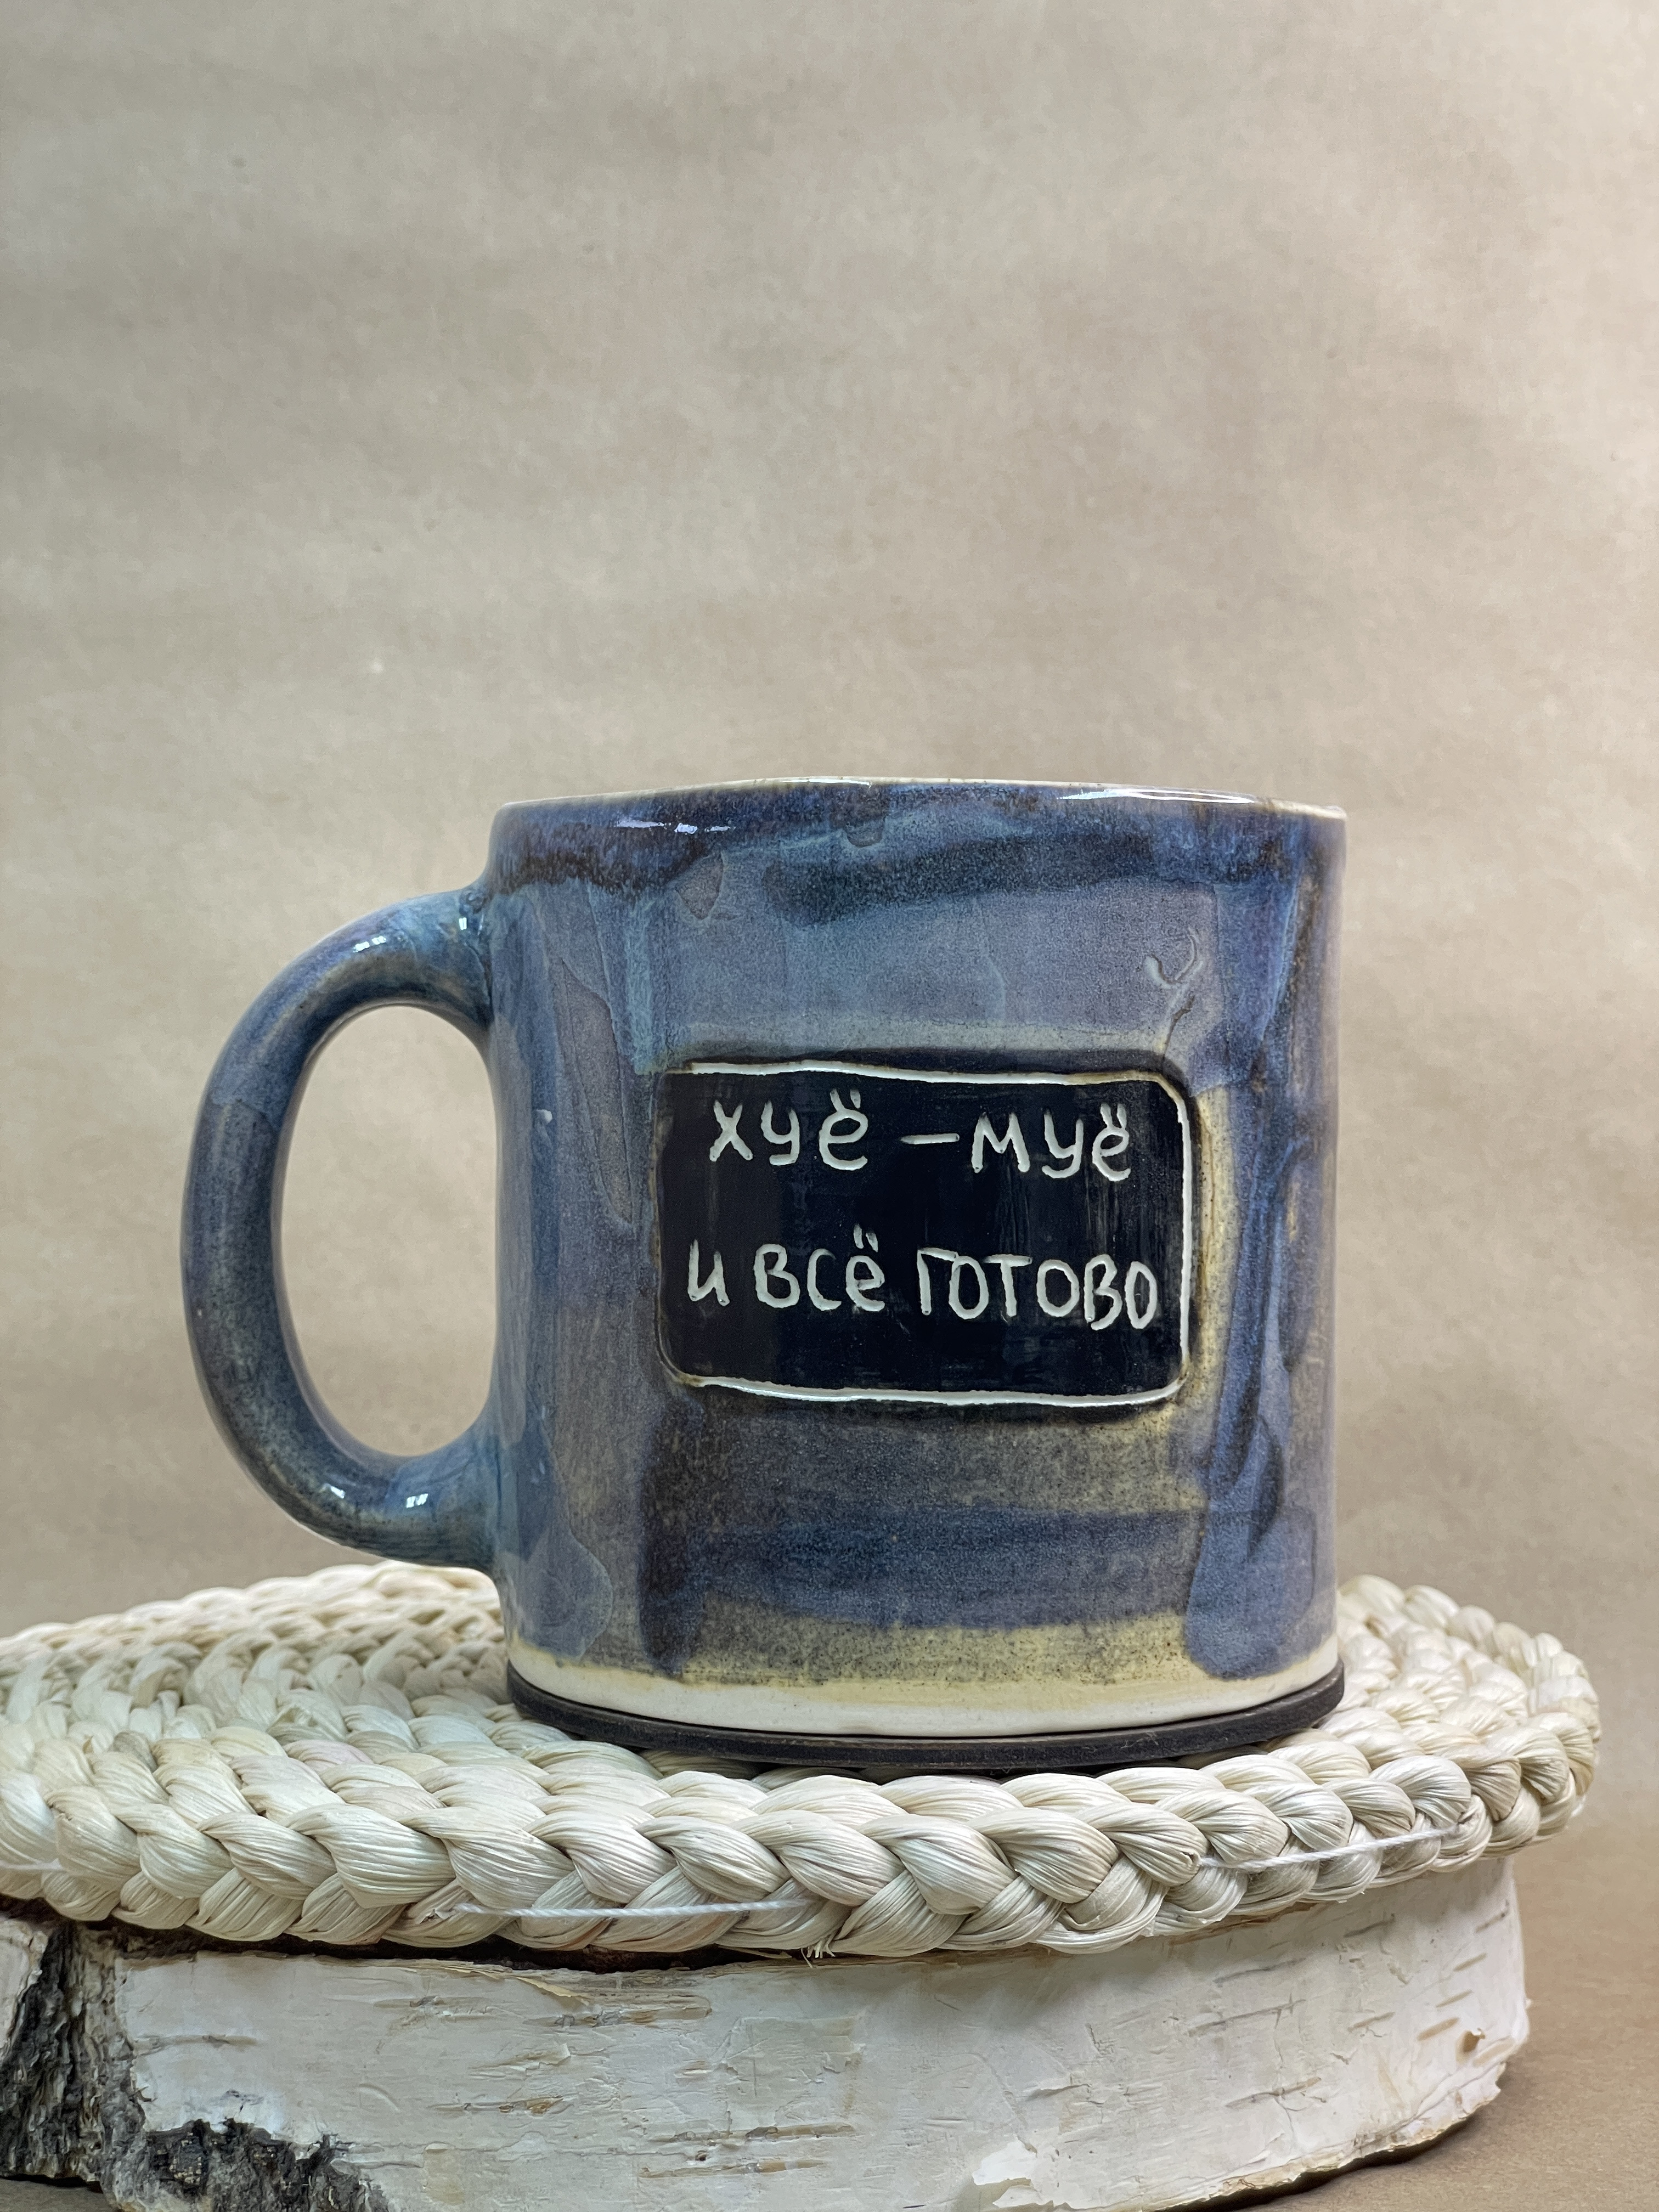 хуё – муё
и всё готово